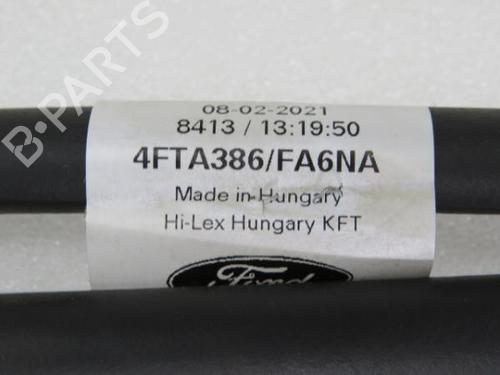 08-02-2021
8413 / 13:19:50
4FTA386/FA6NA
Made in Hungary
Hi-Lex Hungary KFT
Ford
B-PARTS